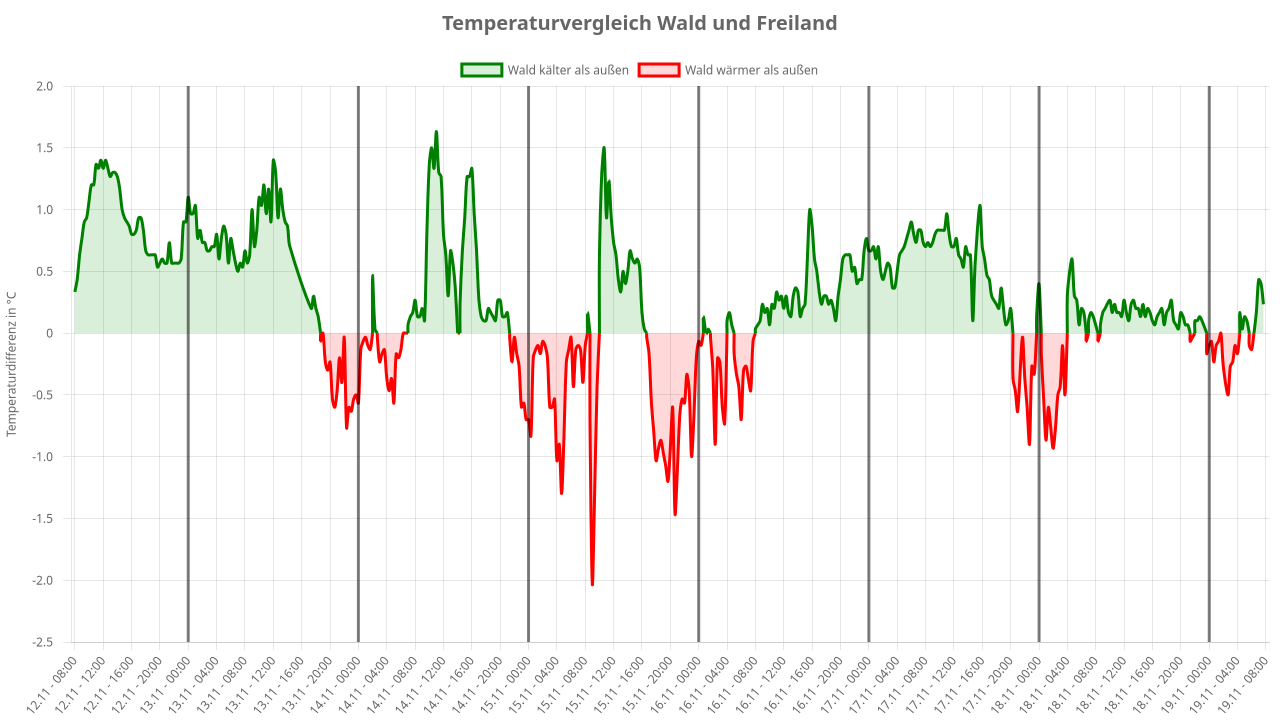 Temperaturvergleich Wald und Freiland
Wald kälter als außen
Wald wärmer als außen
Temperaturdifferenz in °C
2.0
1.5
1.0
0.5
0
-0.5
-1.0
-1.5
-2.0
-2.5
12.11 - 08:00
12.11 - 12:00
12.11 - 16:00
12.11 - 20:00
13.11 - 00:00
13.11 - 04:00
13.11 - 08:00
13.11 - 12:00
13.11 - 16:00
13.11 - 20:00
14.11 - 00:00
14.11 - 04:00
14.11 - 08:00
14.11 - 12:00
14.11 - 16:00
14.11 - 20:00
15.11 - 00:00
15.11 - 04:00
15.11 - 08:00
15.11 - 12:00
15.11 - 16:00
15.11 - 20:00
16.11 - 00:00
16.11 - 04:00
16.11 - 08:00
16.11 - 12:00
16.11 - 16:00
16.11 - 20:00
17.11 - 00:00
17.11 - 04:00
17.11 - 08:00
17.11 - 12:00
17.11 - 16:00
17.11 - 20:00
18.11 - 00:00
18.11 - 04:00
18.11 - 08:00
18.11 - 12:00
18.11 - 16:00
18.11 - 20:00
19.11 - 00:00
19.11 - 04:00
19.11 - 08:00